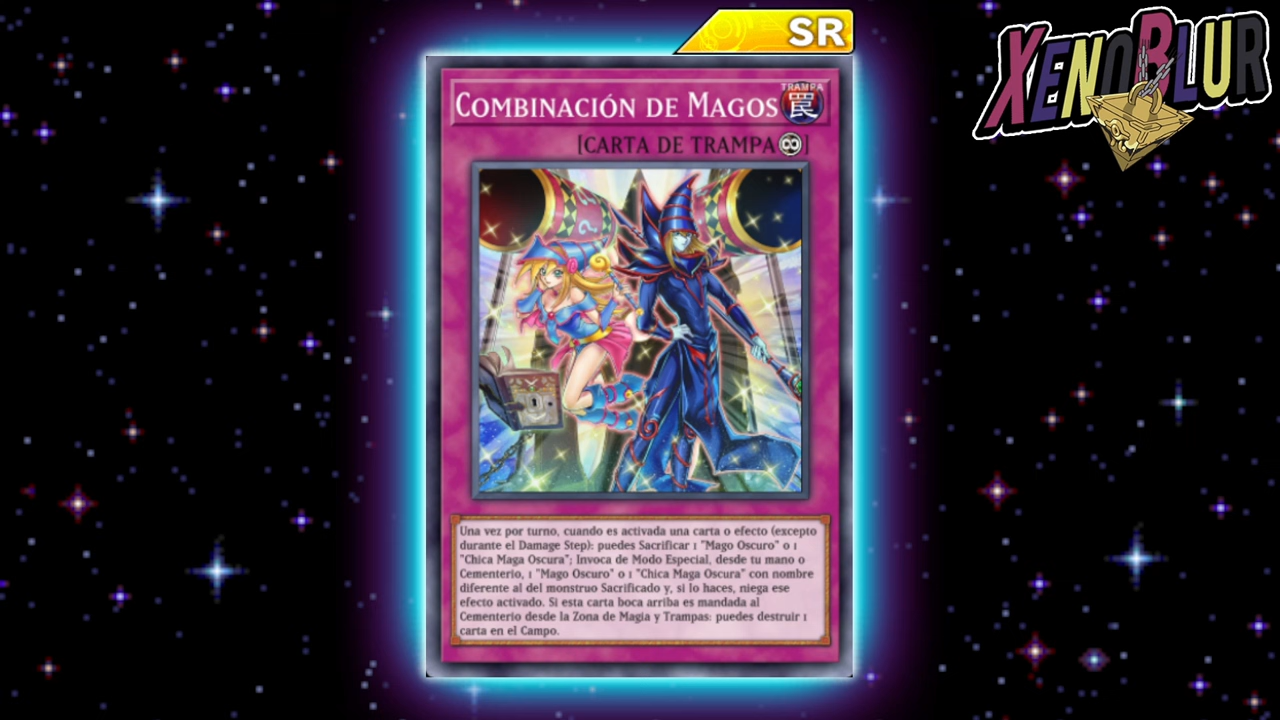 SR
XENOBLUR
COMBINACIÓN DE MAGOS
TRAMPA
罠
[CARTA DE TRAMPA∞]
Una vez por turno, cuando es activada una carta o efecto (excepto
durante el Damage Step): puedes Sacrificar 1 "Mago Oscuro" o 1
"Chica Maga Oscura"; Invoca de Modo Especial, desde tu mano o
Cementerio, 1 "Mago Oscuro" o 1 "Chica Maga Oscura" con nombre
diferente al del monstruo Sacrificado y, si lo haces, niega ese
efecto activado. Si esta carta boca arriba es mandada al
Cementerio desde la Zona de Magia y Trampas: puedes destruir 1
carta en el Campo.